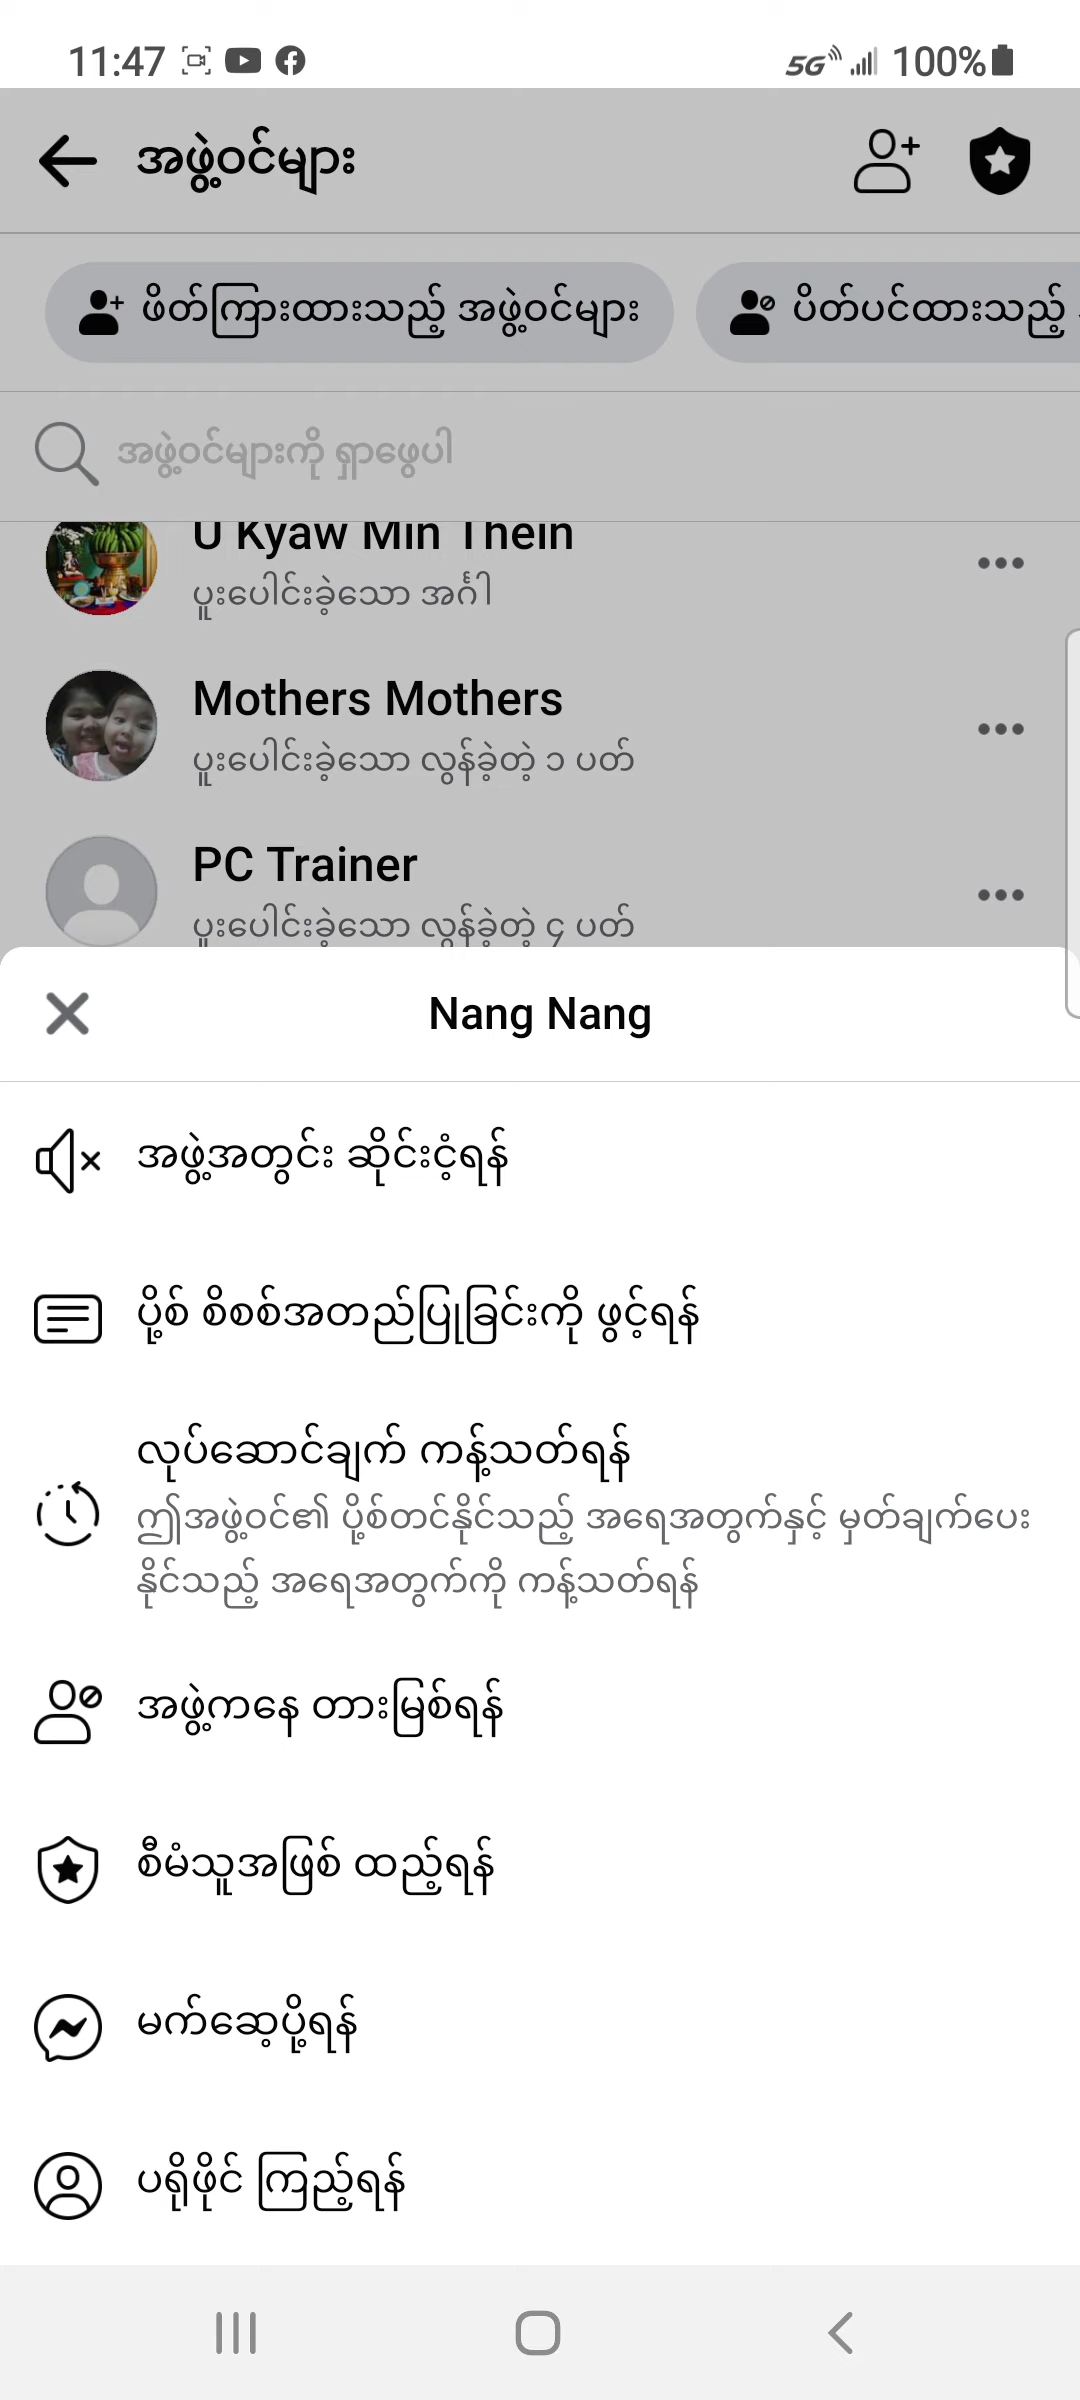 11:47
5G 100%
အဖွဲ့ဝင်များ
ဖိတ်ကြားထားသည့် အဖွဲ့ဝင်များ
ပိတ်ပင်ထားသည့်
အဖွဲ့ဝင်များကို ရှာဖွေပါ
U Kyaw Min Thein
ပူးပေါင်းခဲ့သော အင်္ဂါ
Mothers Mothers
ပူးပေါင်းခဲ့သော လွန်ခဲ့တဲ့ ၁ ပတ်
PC Trainer
ပူးပေါင်းခဲ့သော လွန်ခဲ့တဲ့ ၄ ပတ်
Nang Nang
အဖွဲ့အတွင်း ဆိုင်းငံ့ရန်
ပို့စ် စိစစ်အတည်ပြုခြင်းကို ဖွင့်ရန်
လုပ်ဆောင်ချက် ကန့်သတ်ရန်
ဤအဖွဲ့ဝင်၏ ပို့စ်တင်နိုင်သည့် အရေအတွက်နှင့် မှတ်ချက်ပေး
နိုင်သည့် အရေအတွက်ကို ကန့်သတ်ရန်
အဖွဲ့ကနေ တားမြစ်ရန်
စီမံသူအဖြစ် ထည့်ရန်
မက်ဆေ့ပို့ရန်
ပရိုဖိုင် ကြည့်ရန်